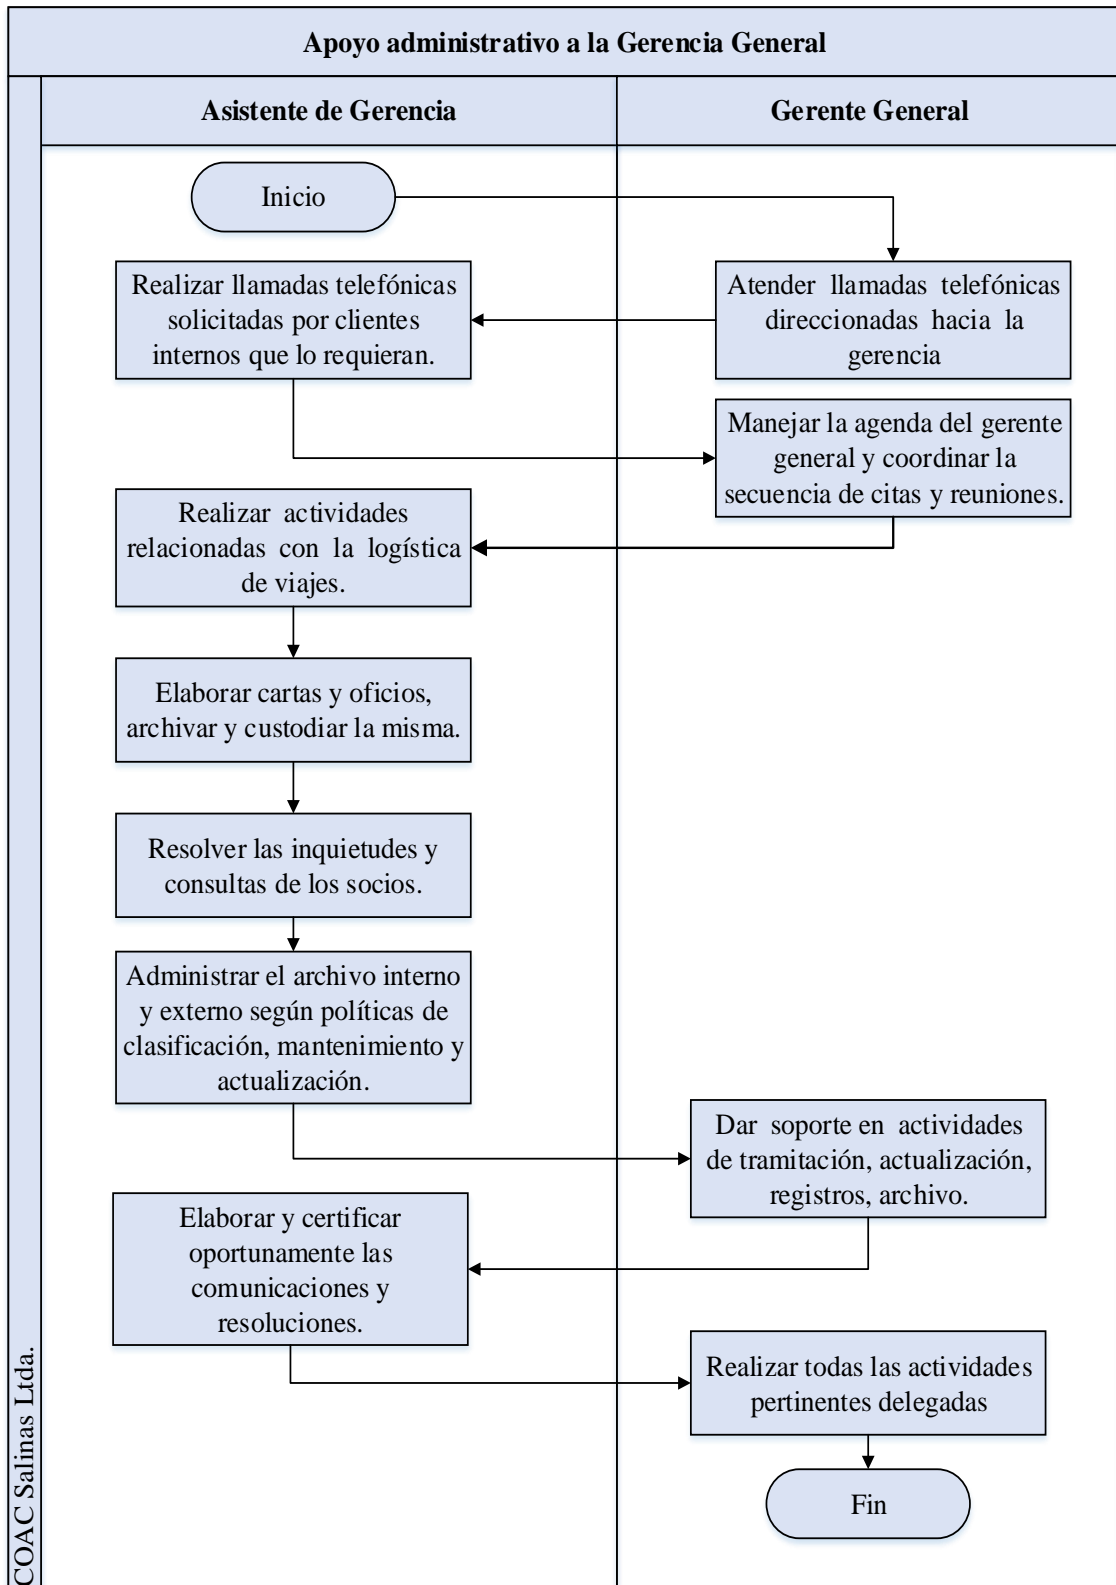 Apoyo administrativo a la Gerencia General
Asistente de Gerencia
Gerente General
Inicio
Atender llamadas telefónicas
direccionadas hacia la
gerencia
Realizar llamadas telefónicas
solicitadas por clientes
internos que lo requieran.
Manejar la agenda del gerente
general y coordinar la
secuencia de citas y reuniones.
Realizar actividades
relacionadas con la logística
de viajes.
Elaborar cartas y oficios,
archivar y custodiar la misma.
Resolver las inquietudes y
consultas de los socios.
Administrar el archivo interno
y externo según políticas de
clasificación, mantenimiento y
actualización.
Dar soporte en actividades
de tramitación, actualización,
registros, archivo.
Elaborar y certificar
oportunamente las
comunicaciones y
resoluciones.
Realizar todas las actividades
pertinentes delegadas
Fin
COAC Salinas Ltda.